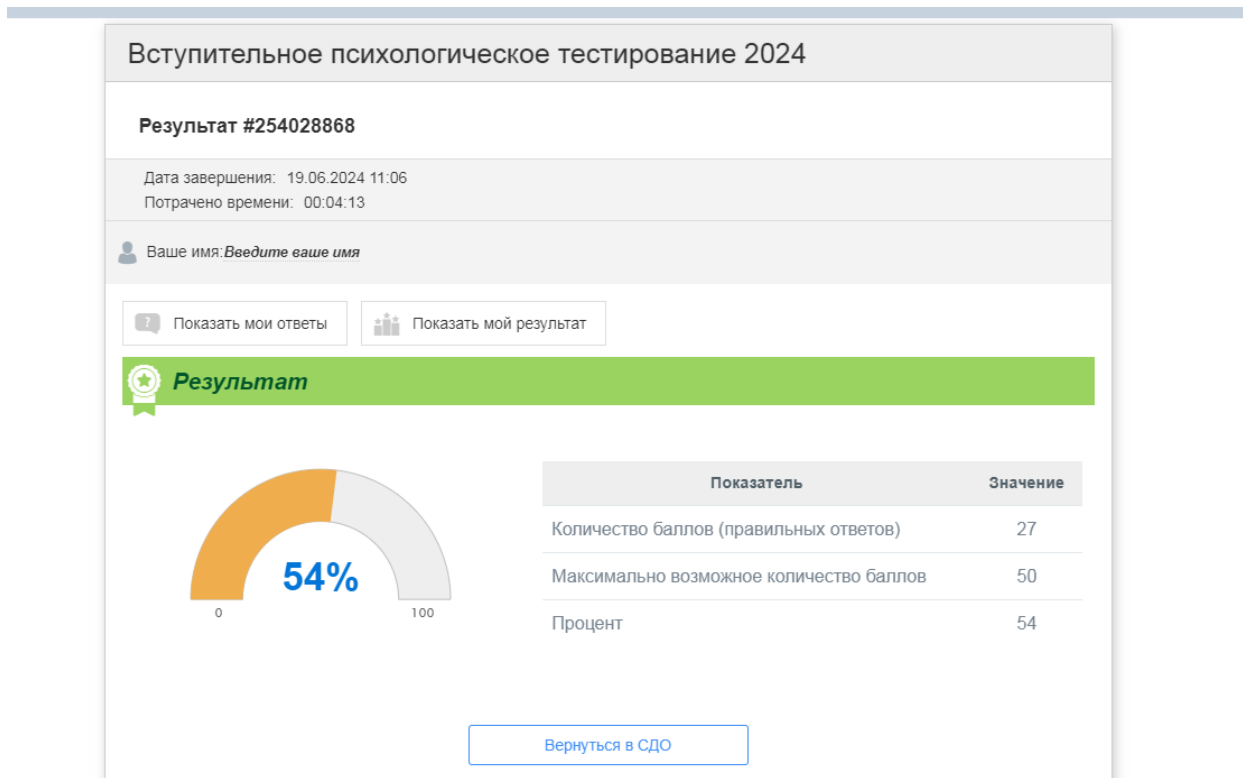 Вступительное психологическое тестирование 2024
Результат #254028868
Дата завершения: 19.06.2024 11:06
Потрачено времени: 00:04:13
Ваше имя:Введите ваше имя
? Показать мои ответы Показать мой результат
Результат
Показатель Значение
Количество баллов (правильных ответов) 27
Максимально возможное количество баллов 50
Процент 54
54%
0 100
Вернуться в СДО